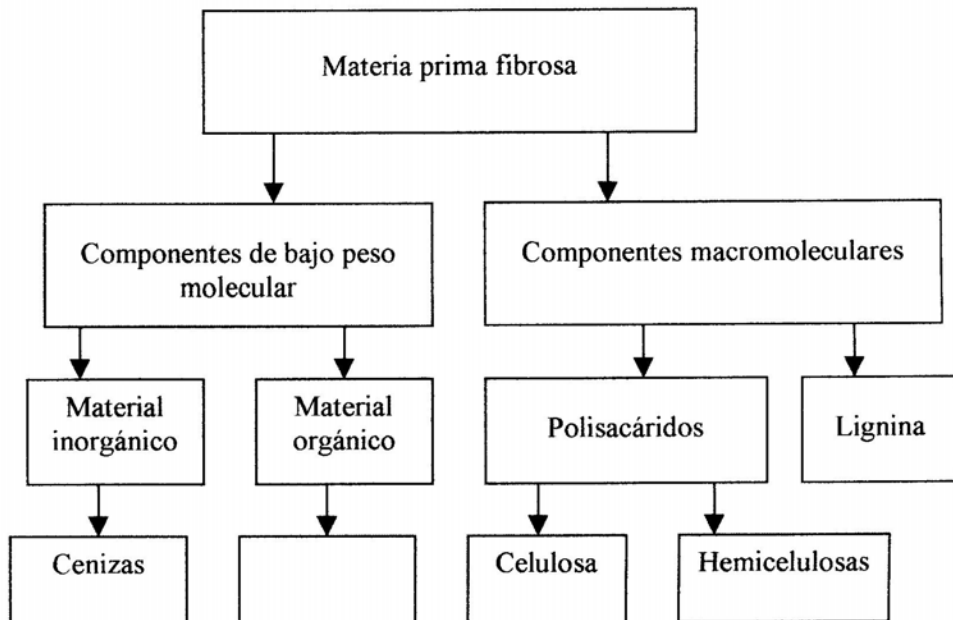 Materia prima fibrosa
Componentes de bajo peso
molecular
Componentes macromoleculares
Material
inorgánico
Material
orgánico
Polisacáridos
Lignina
Cenizas
Celulosa
Hemicelulosas